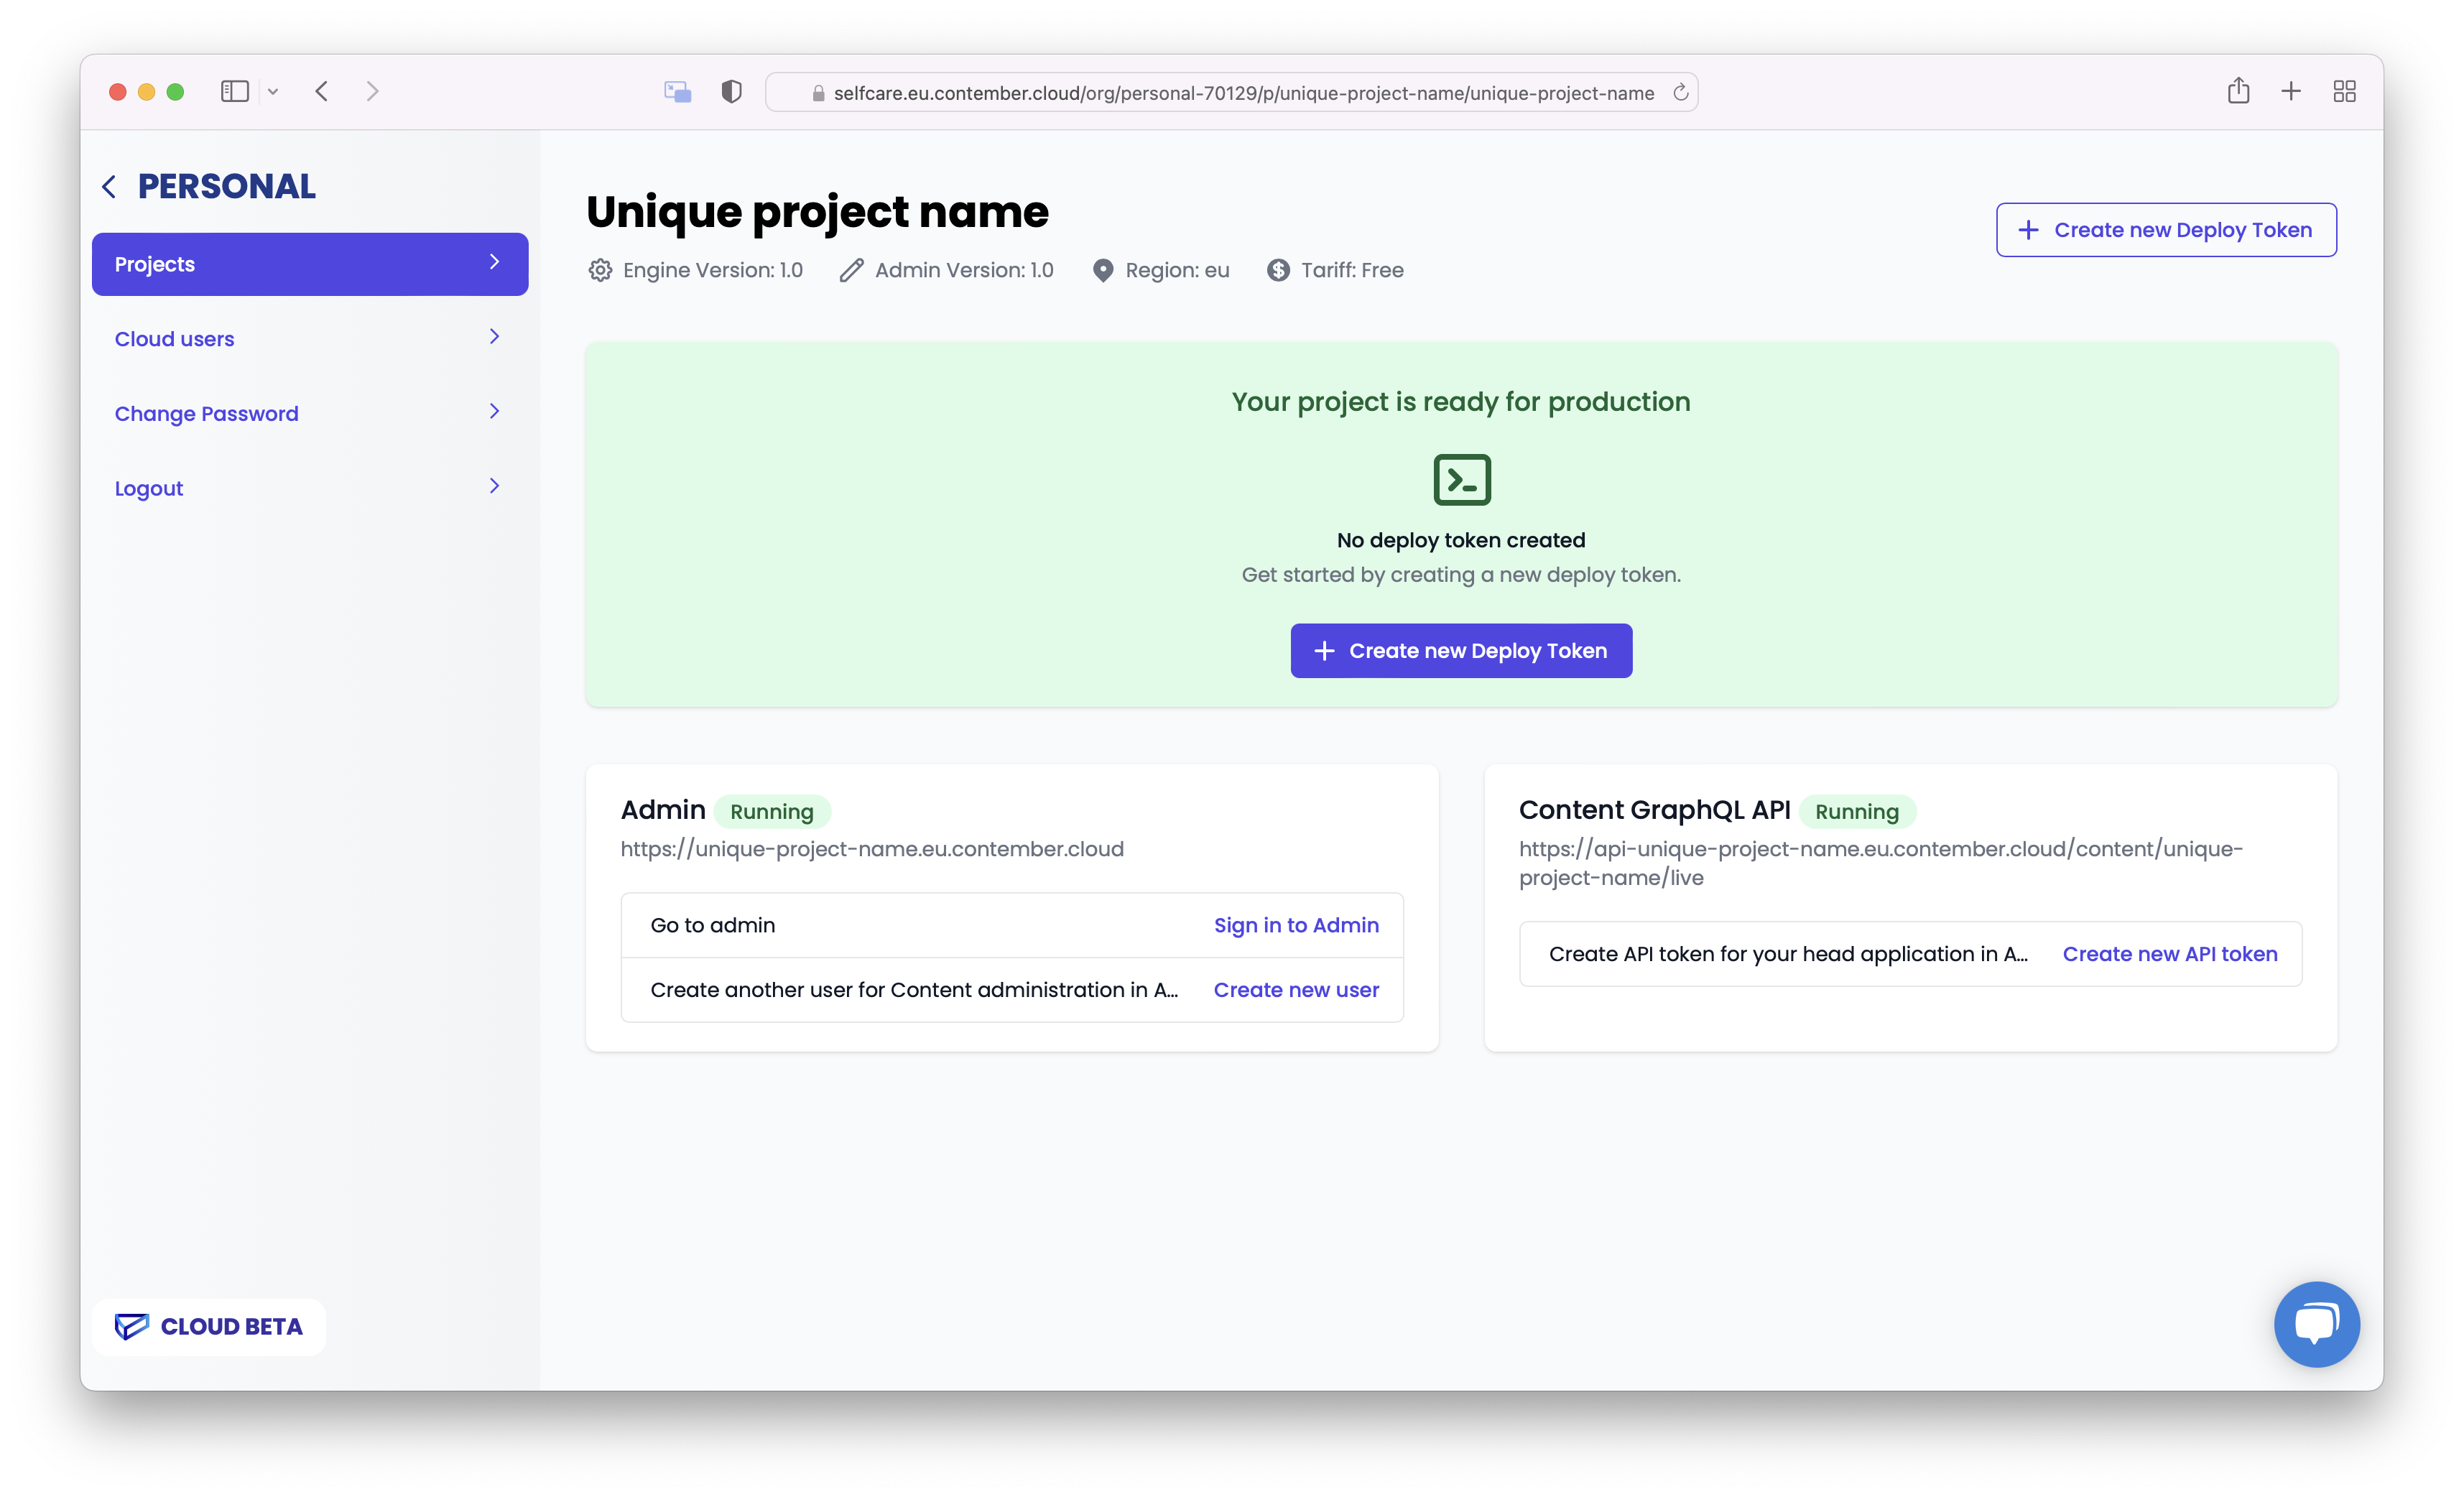 selfcare.eu.contember.cloud/org/personal-70129/p/unique-project-name/unique-project-name
PERSONAL
Projects
Cloud users
Change Password
Logout
CLOUD BETA
Unique project name
Engine Version: 1.0 Admin Version: 1.0 Region: eu Tariff: Free
Create new Deploy Token
Your project is ready for production
No deploy token created
Get started by creating a new deploy token.
Create new Deploy Token
Admin Running
https://unique-project-name.eu.contember.cloud
Go to admin Sign in to Admin
Create another user for Content administration in A... Create new user
Content GraphQL API Running
https://api-unique-project-name.eu.contember.cloud/content/unique-
project-name/live
Create API token for your head application in A... Create new API token